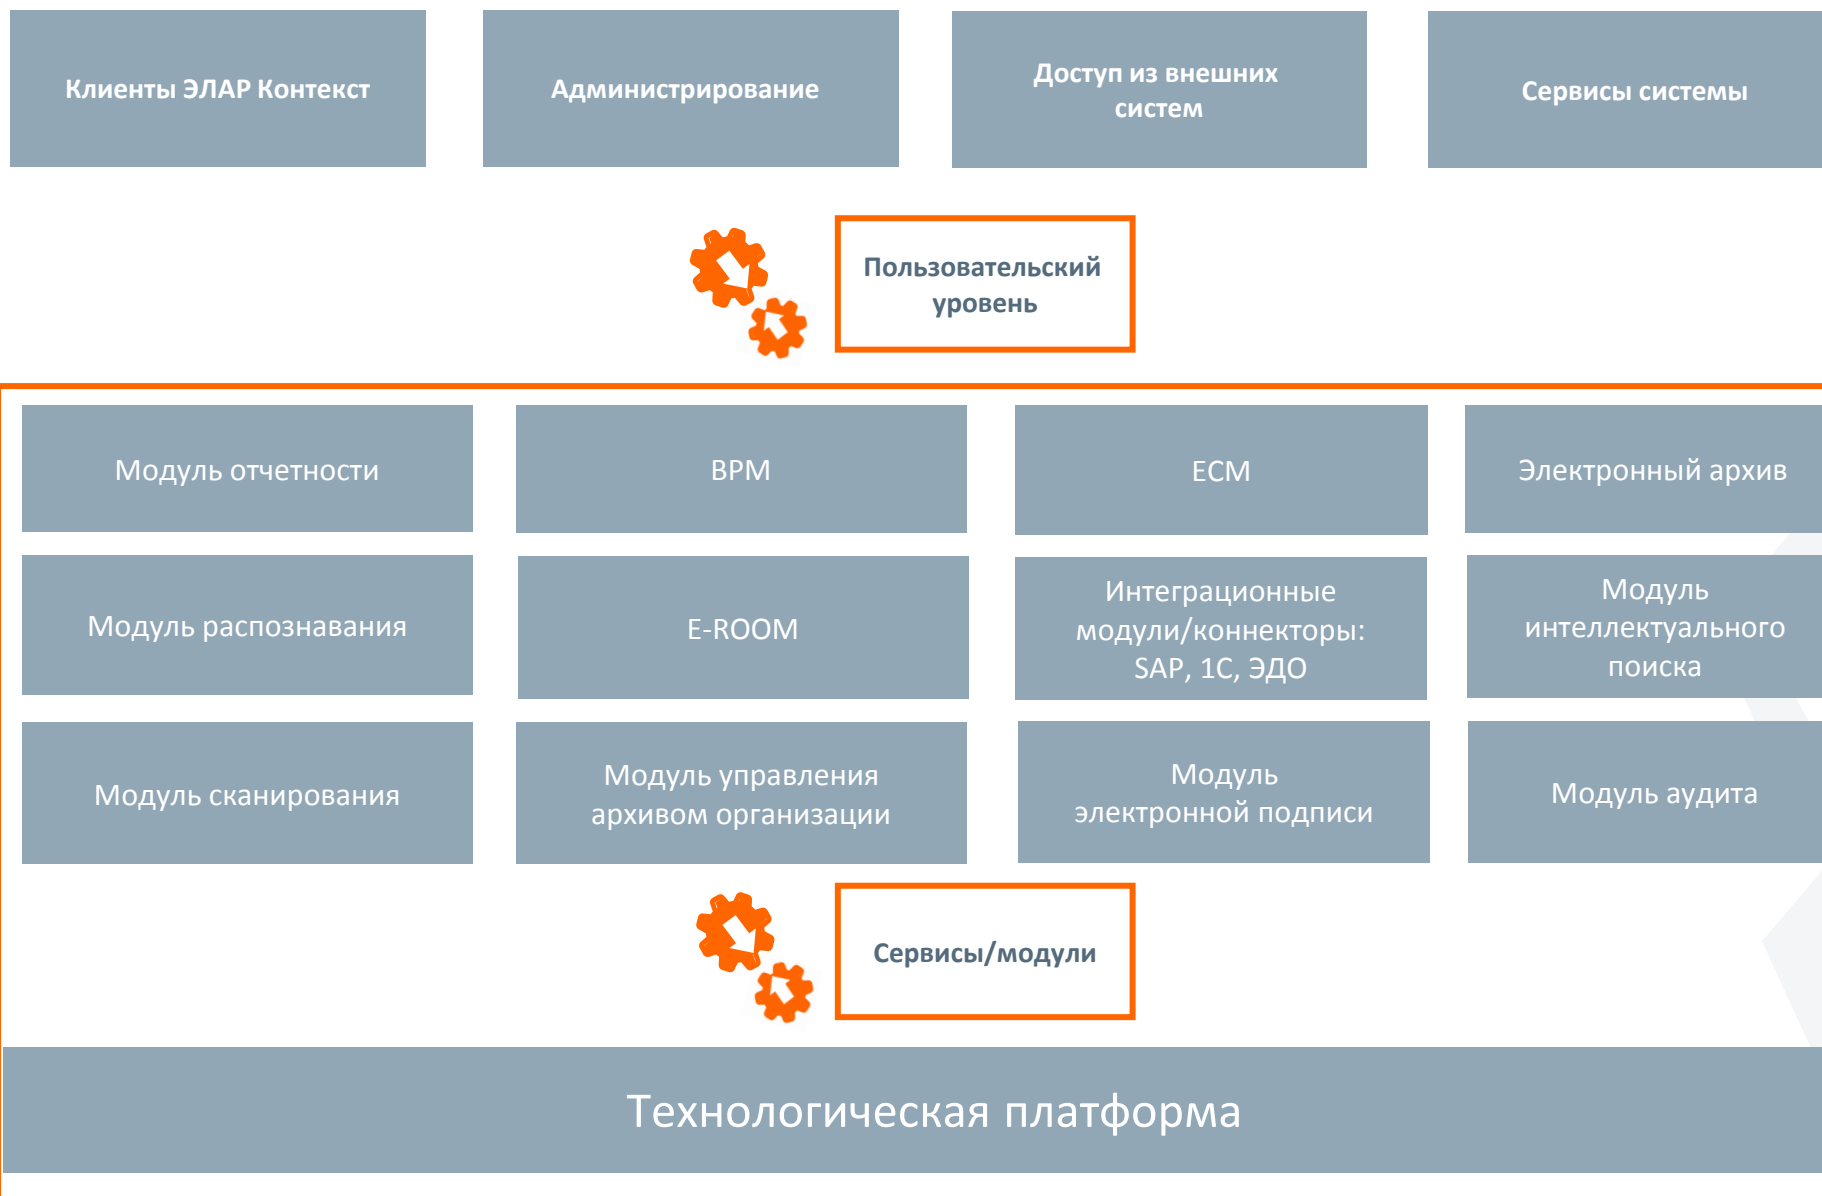 Клиенты ЭЛАР Контекст
Администрирование
Доступ из внешних
систем
Сервисы системы
Пользовательский
уровень
Модуль отчетности
BPM
ECM
Электронный архив
Модуль распознавания
E-ROOM
Интеграционные
модули/коннекторы:
SAP, 1С, ЭДО
Модуль
интеллектуального
поиска
Модуль сканирования
Модуль управления
архивом организации
Модуль
электронной подписи
Модуль аудита
Сервисы/модули
Технологическая платформа